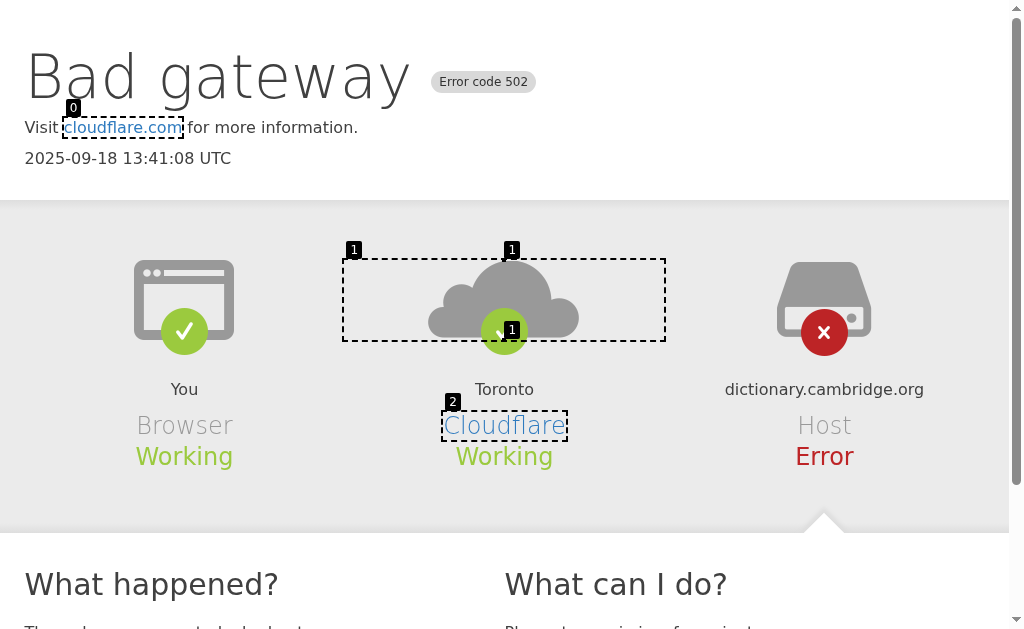 Bad gateway Error code 502
0
Visit cloudflare.com for more information.
2025-09-18 13:41:08 UTC
1 1
1
You
Browser
Working
Toronto
2
Cloudflare
Working
dictionary.cambridge.org
Host
Error
What happened?
What can I do?